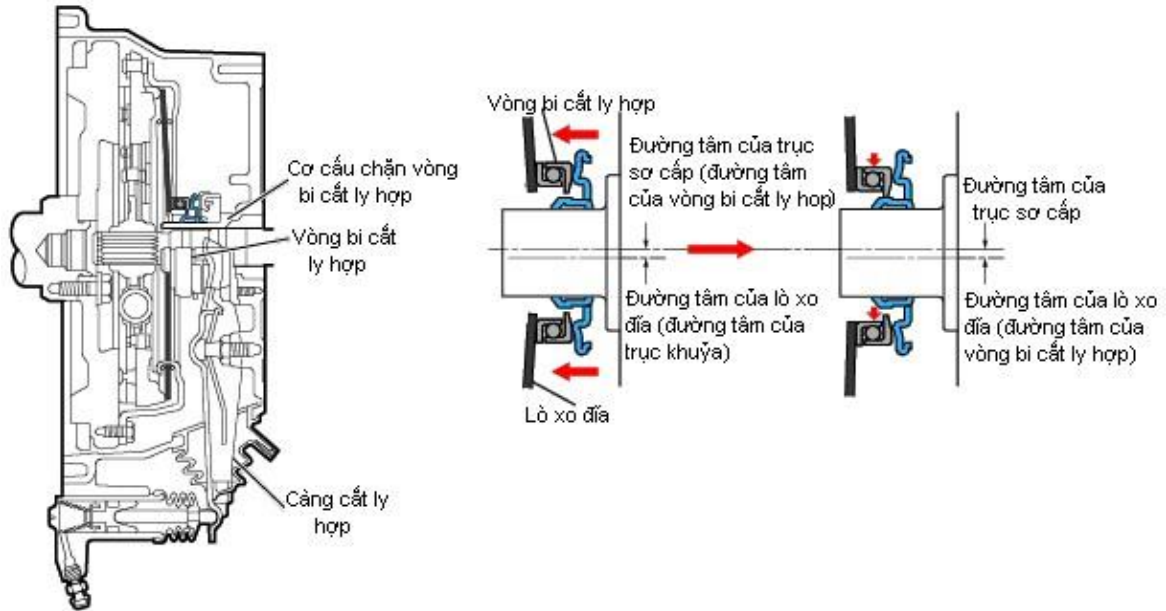 Cơ cấu chặn vòng
bi cắt ly hợp
Vòng bi cắt
ly hợp
Càng cắt ly
hợp
Vòng bi cắt ly hợp
Đường tâm của trục
sơ cấp (đường tâm
của vòng bi cắt ly hop)
Đường tâm của lò xo
đĩa (đường tâm của
trục khuỷa)
Lò xo đĩa
Đường tâm của
trục sơ cấp
Đường tâm của lò xo
đĩa (đường tâm của
vòng bi cắt ly hợp)